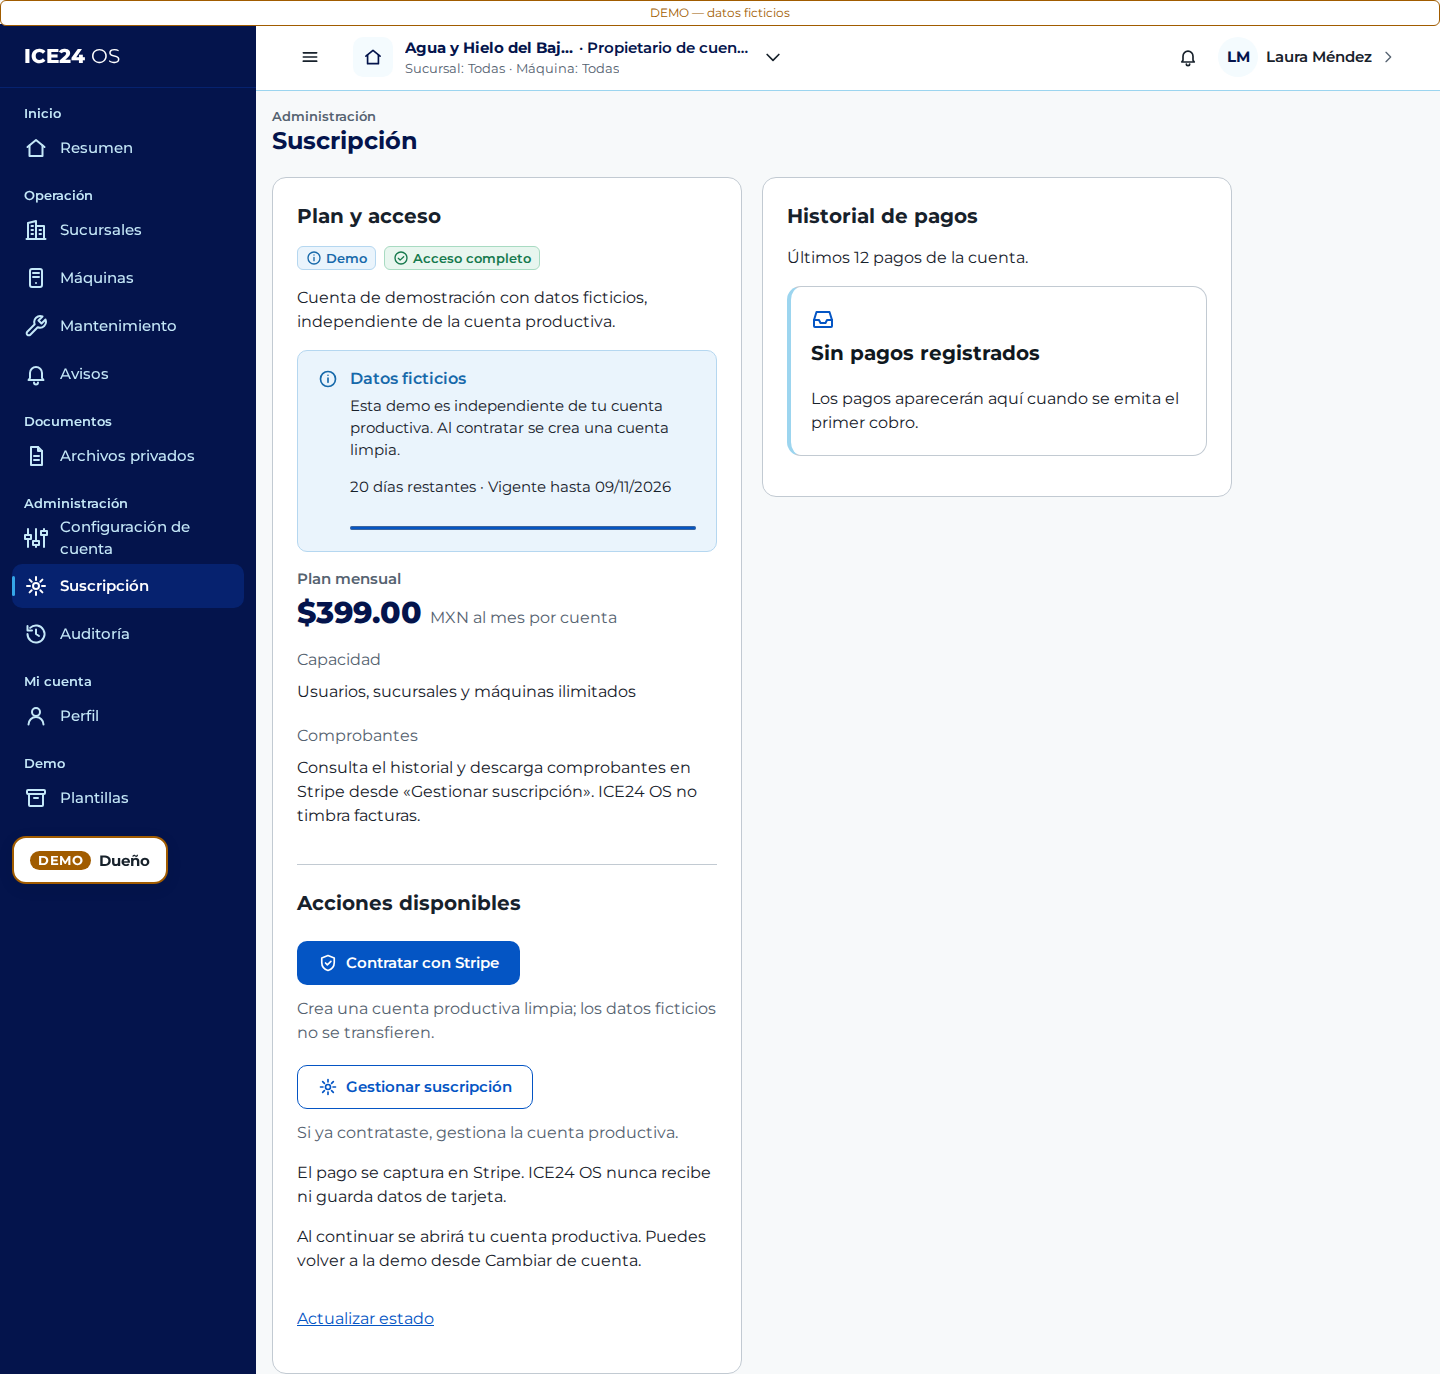 DEMO — datos ficticios
ICE24 OS
Inicio
Resumen
Operación
Sucursales
Máquinas
Mantenimiento
Avisos
Documentos
Archivos privados
Administración
Configuración de
cuenta
Suscripción
Auditoría
Mi cuenta
Perfil
Demo
Plantillas
DEMO Dueño
Agua y Hielo del Baj... · Propietario de cuen...
Sucursal: Todas · Máquina: Todas
LM Laura Méndez
Administración
Suscripción
Plan y acceso
Demo
Acceso completo
Cuenta de demostración con datos ficticios,
independiente de la cuenta productiva.
Datos ficticios
Esta demo es independiente de tu cuenta
productiva. Al contratar se crea una cuenta
limpia.
20 días restantes · Vigente hasta 09/11/2026
Plan mensual
$399.00 MXN al mes por cuenta
Capacidad
Usuarios, sucursales y máquinas ilimitados
Comprobantes
Consulta el historial y descarga comprobantes en
Stripe desde «Gestionar suscripción». ICE24 OS no
timbra facturas.
Acciones disponibles
Contratar con Stripe
Crea una cuenta productiva limpia; los datos ficticios
no se transfieren.
Gestionar suscripción
Si ya contrataste, gestiona la cuenta productiva.
El pago se captura en Stripe. ICE24 OS nunca recibe
ni guarda datos de tarjeta.
Al continuar se abrirá tu cuenta productiva. Puedes
volver a la demo desde Cambiar de cuenta.
Actualizar estado
Historial de pagos
Últimos 12 pagos de la cuenta.
Sin pagos registrados
Los pagos aparecerán aquí cuando se emita el
primer cobro.